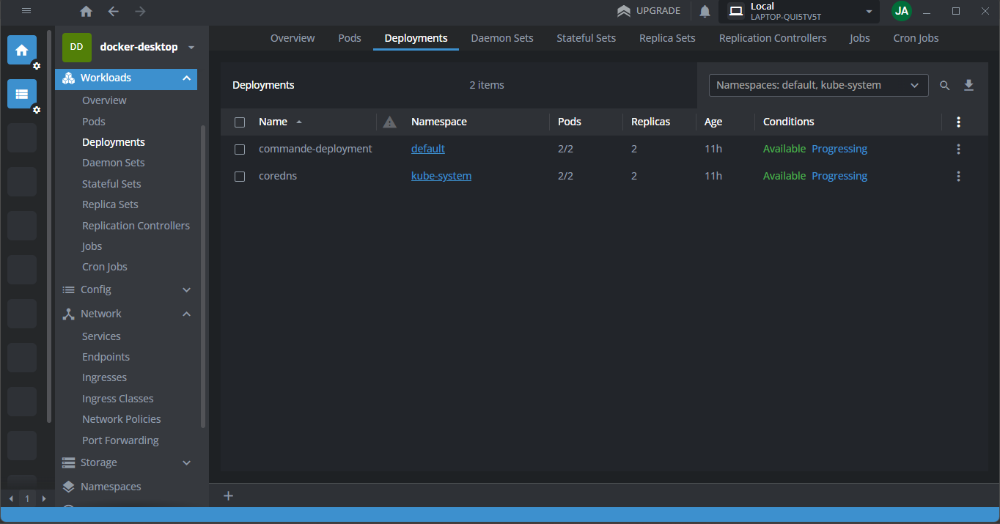 UPGRADE
Local
LAPTOP-QUI5TV5T
JA
DD docker-desktop
Workloads
Overview
Pods
Deployments
Daemon Sets
Stateful Sets
Replica Sets
Replication Controllers
Jobs
Cron Jobs
Config
Network
Services
Endpoints
Ingresses
Ingress Classes
Network Policies
Port Forwarding
Storage
Namespaces
1
Overview Pods Deployments Daemon Sets Stateful Sets Replica Sets Replication Controllers Jobs Cron Jobs
Deployments 2 items Namespaces: default, kube-system
Name Namespace Pods Replicas Age Conditions
commande-deployment default 2/2 2 11h Available Progressing
coredns kube-system 2/2 2 11h Available Progressing